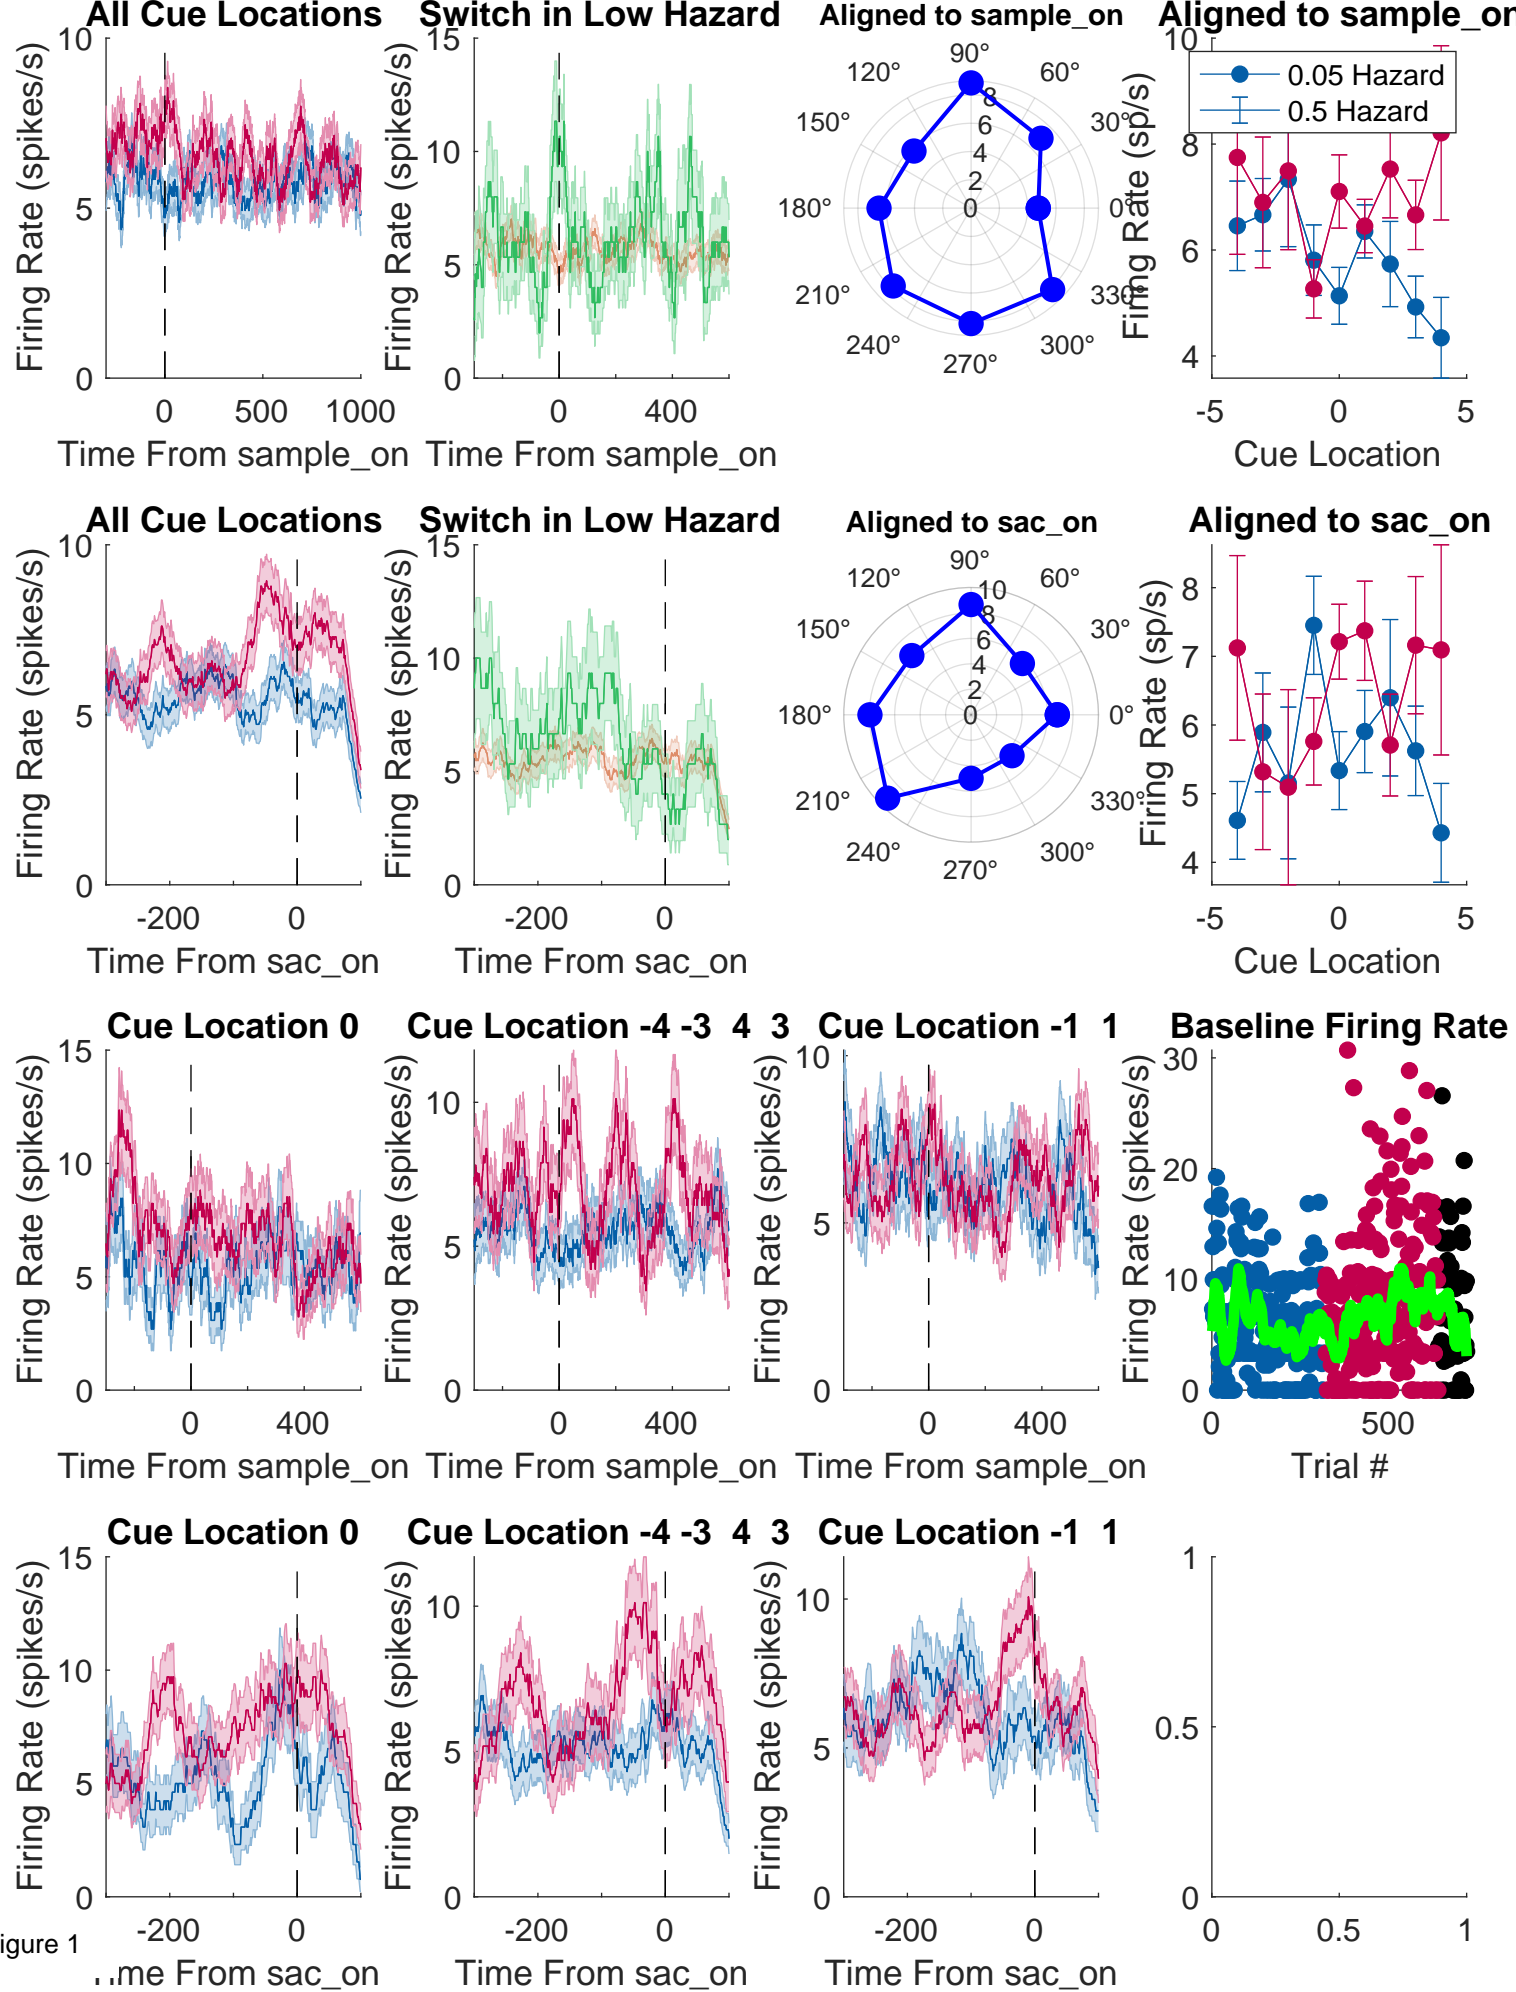 All Cue Locations
Switch in Low Hazard
Aligned to sample_on
Aligned to sample_on
Firing Rate (spikes/s)
10
5
0
0
500
1000
Time From sample_on
Firing Rate (spikes/s)
15
10
5
0
0
400
Time From sample_on
90°
60°
30°
0°
330°
300°
270°
240°
210°
180°
150°
120°
8
6
4
2
0
Firing Rate (sp/s)
10
8
6
4
0.05 Hazard
0.5 Hazard
-5
0
5
Cue Location
All Cue Locations
Switch in Low Hazard
Aligned to sac_on
Aligned to sac_on
Firing Rate (spikes/s)
10
5
0
-200
0
Time From sac_on
Firing Rate (spikes/s)
15
10
5
0
-200
0
Time From sac_on
90°
60°
30°
0°
330°
300°
270°
240°
210°
180°
150°
120°
10
8
6
4
2
0
Firing Rate (sp/s)
8
7
6
5
4
-5
0
5
Cue Location
Cue Location 0
Cue Location -4 -3 4 3
Cue Location -1 1
Baseline Firing Rate
Firing Rate (spikes/s)
15
10
5
0
0
400
Time From sample_on
Firing Rate (spikes/s)
10
5
0
0
400
Time From sample_on
Firing Rate (spikes/s)
10
5
0
0
400
Time From sample_on
Firing Rate (spikes/s)
30
20
10
0
0
500
Trial #
Cue Location 0
Cue Location -4 -3 4 3
Cue Location -1 1
Firing Rate (spikes/s)
15
10
5
0
-200
0
Time From sac_on
Firing Rate (spikes/s)
10
5
0
-200
0
Time From sac_on
Firing Rate (spikes/s)
10
5
0
-200
0
Time From sac_on
1
0.5
0
0
0.5
1
igure 1